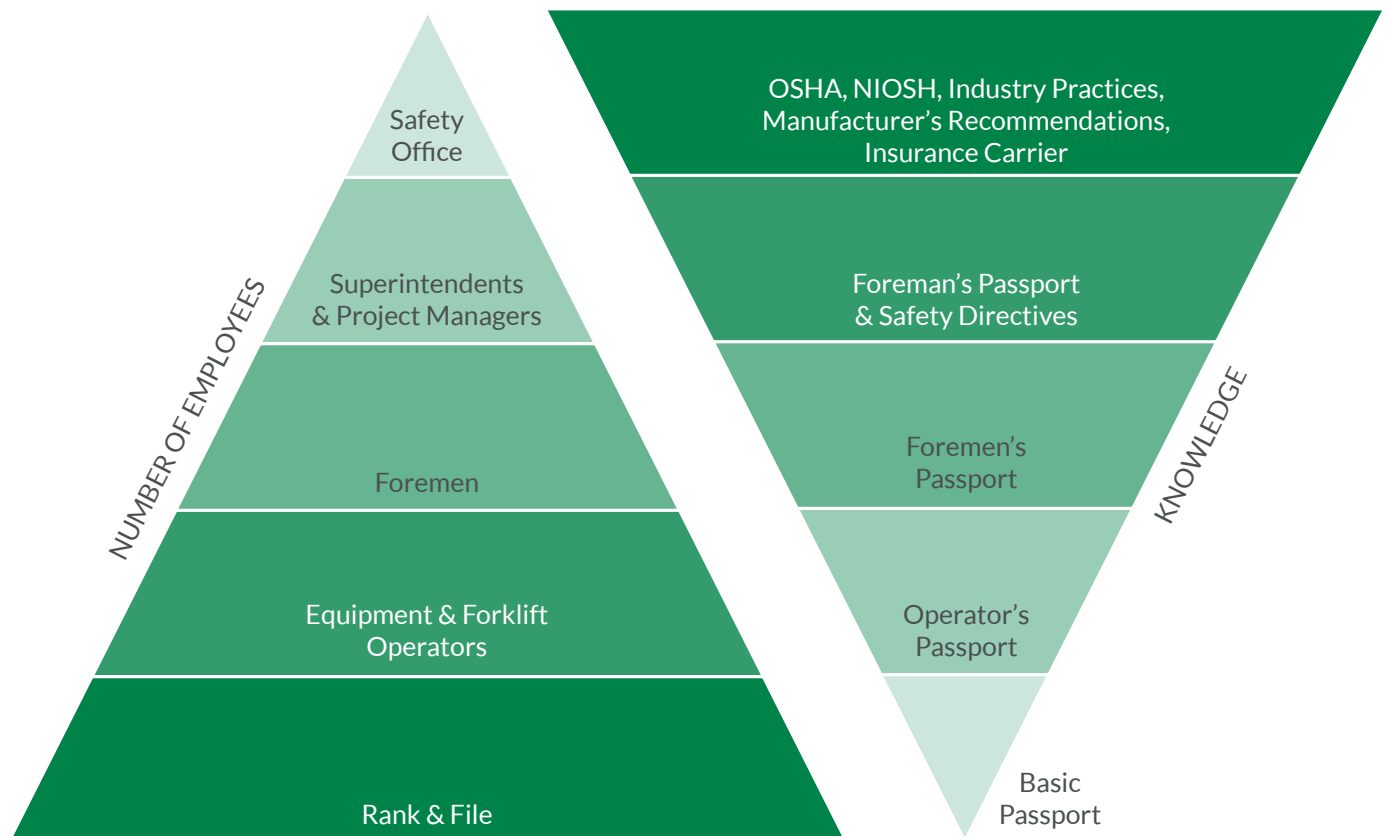 Safety
Office
Superintendents
& Project Managers
Foremen
Equipment & Forklift
Operators
Rank & File
NUMBER OF EMPLOYEES
OSHA, NIOSH, Industry Practices,
Manufacturer’s Recommendations,
Insurance Carrier
Foreman’s Passport
& Safety Directives
Foremen’s
Passport
Operator’s
Passport
Basic
Passport
KNOWLEDGE